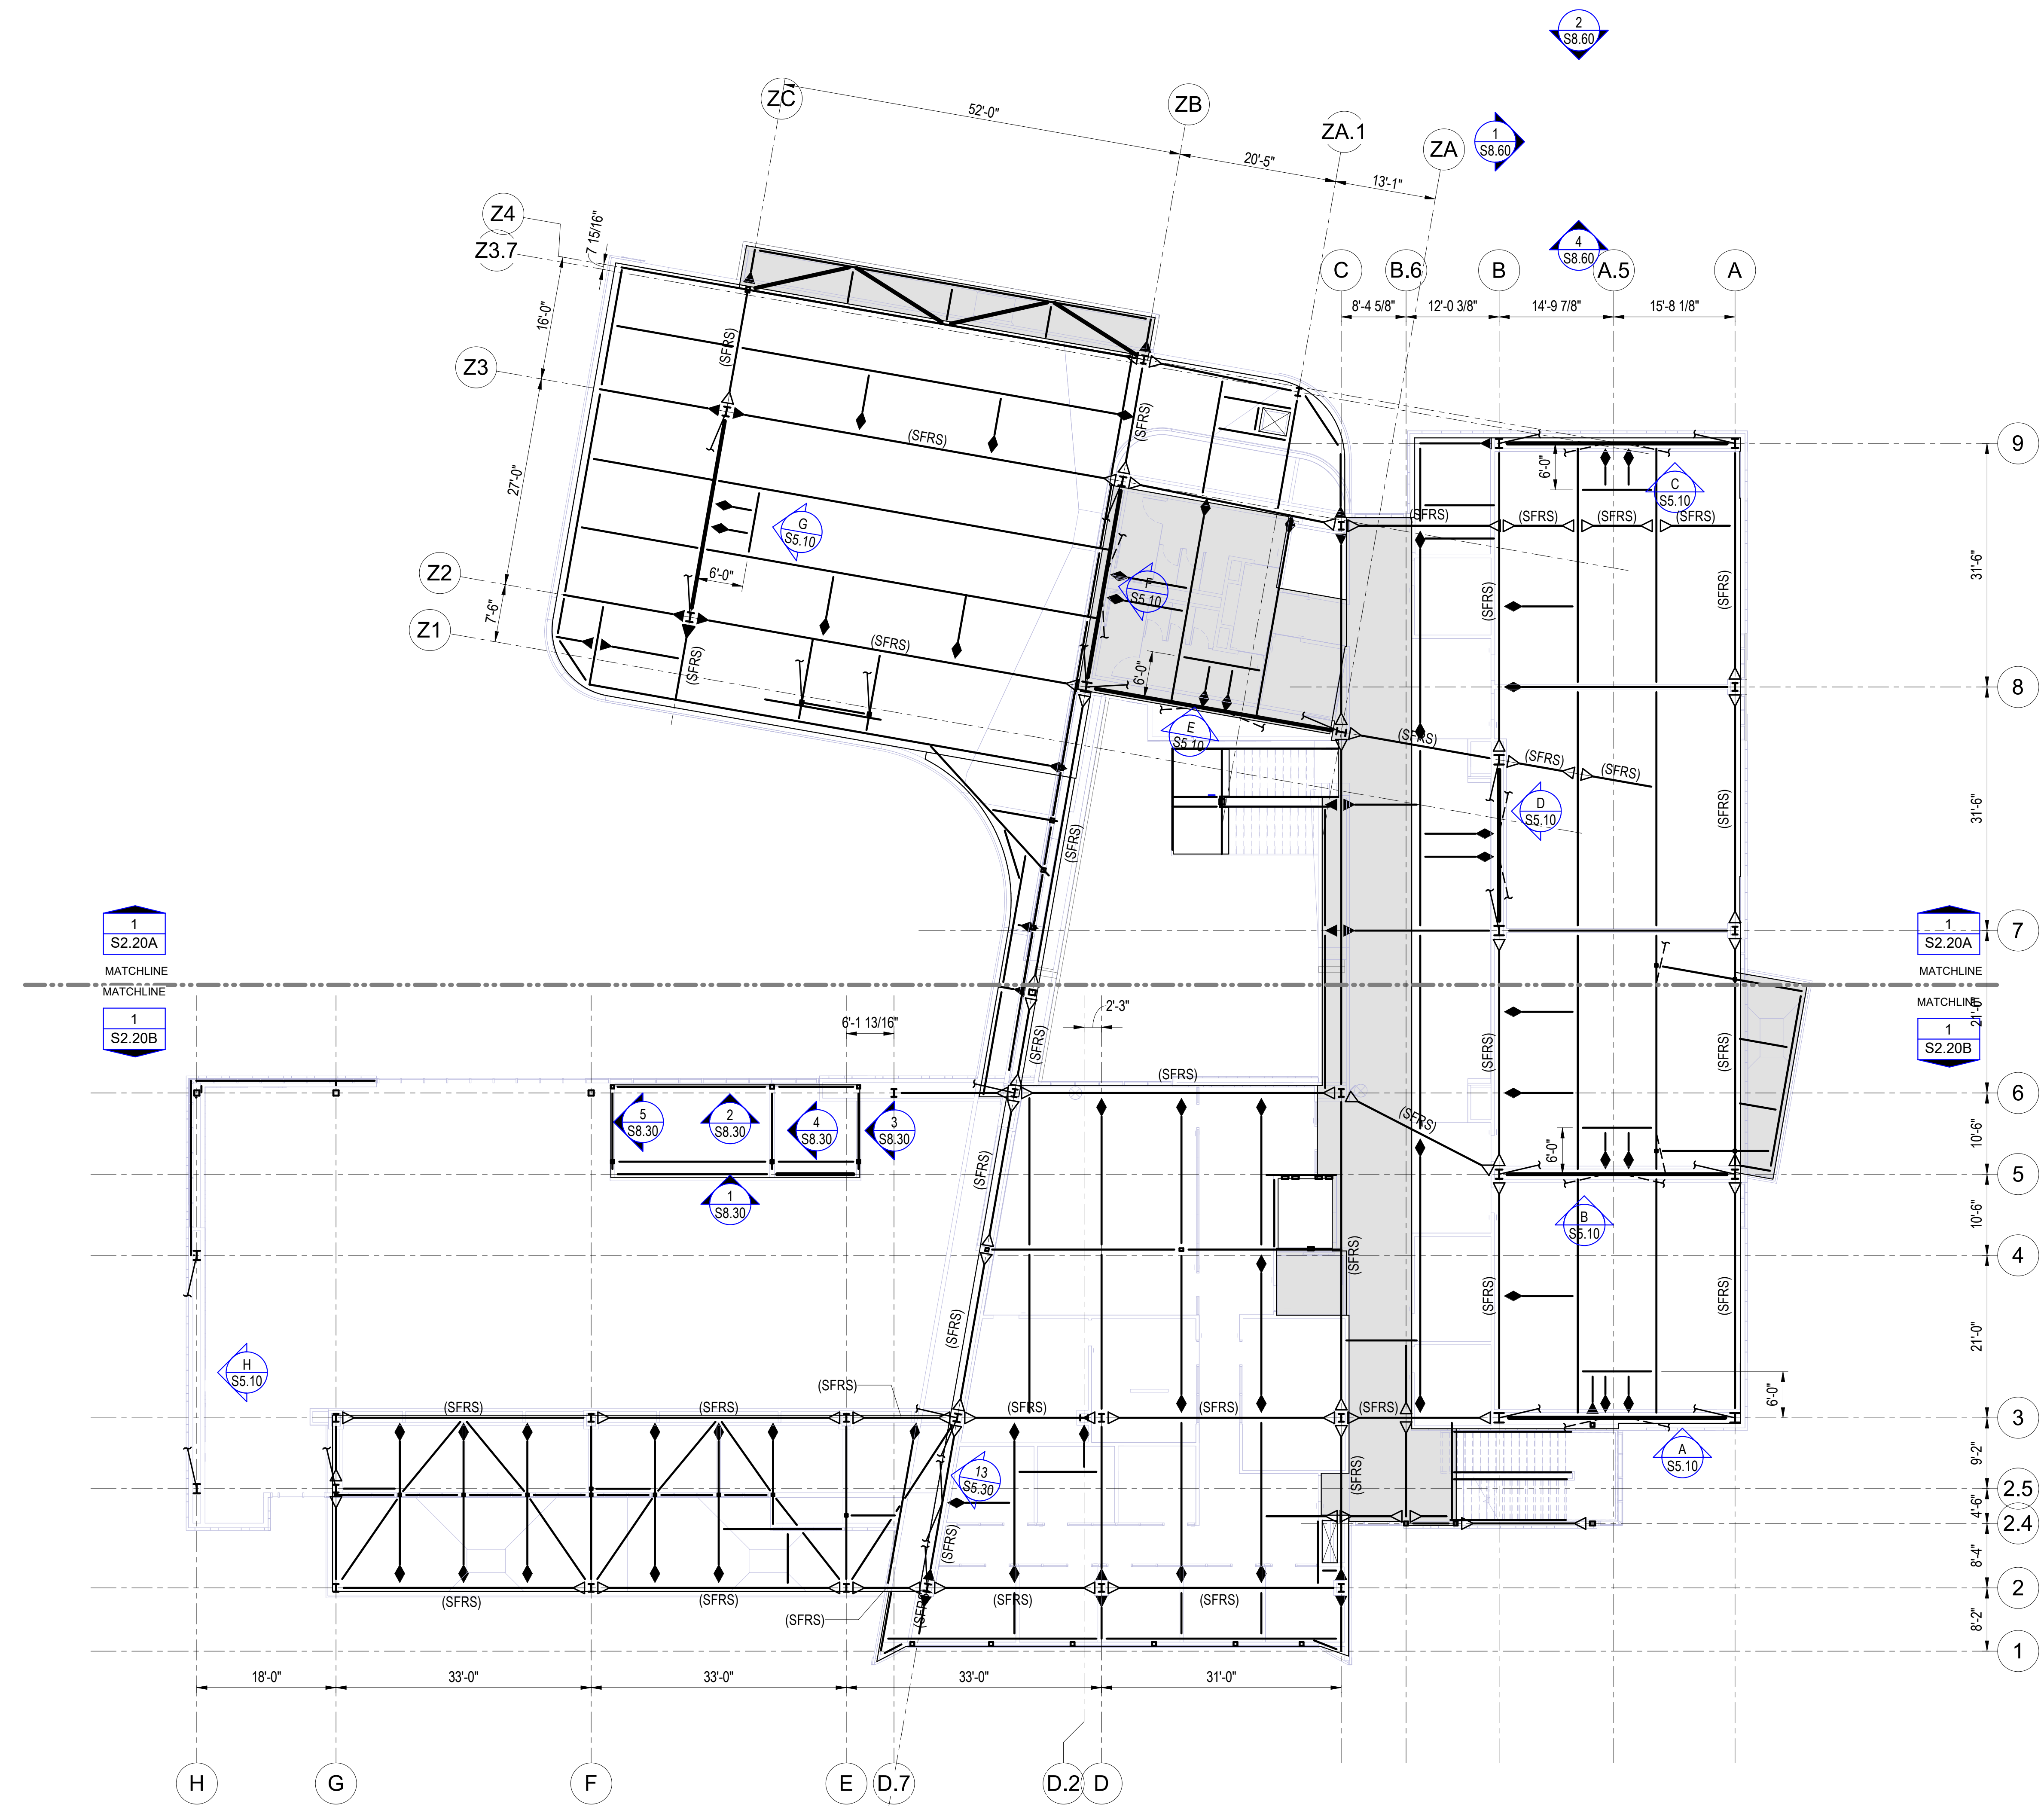 2
S8.60
ZC
52'-0"
ZB
ZA.1
20'-5"
ZA
1
S8.60
13'-1"
Z4
Z3.7
7 15/16"
4
S8.60
C
B.6
B
A.5
A
8'-4 5/8"
12'-0 3/8"
14'-9 7/8"
15'-8 1/8"
16'-0"
Z3
(SFRS)
(SFRS)
(SFRS)
27'-0"
9
6'-0"
C
S5.10
(SFRS)
(SFRS)
(SFRS)
(SFRS)
G
S5.10
31'-6"
Z2
6'-0"
F
S5.10
(SFRS)
(SFRS)
7'-6"
Z1
(SFRS)
(SFRS)
6'-0"
8
E
S5.10
(SFRS)
(SFRS)
(SFRS)
31'-6"
(SFRS)
D
S5.10
(SFRS)
1
S2.20A
MATCHLINE
MATCHLINE
1
S2.20B
7
1
S2.20A
MATCHLINE
MATCHLINE
1
S2.20B
21'-0"
2'-3"
6'-1 13/16"
(SFRS)
(SFRS)
(SFRS)
(SFRS)
6
5
S8.30
2
S8.30
4
S8.30
3
S8.30
(SFRS)
6'-0"
10'-6"
5
(SFRS)
1
S8.30
B
S5.10
10'-6"
(SFRS)
4
(SFRS)
(SFRS)
(SFRS)
21'-0"
H
S5.10
(SFRS)
6'-0"
(SFRS)
(SFRS)
(SFRS)
(SFRS)
(SFRS)
3
A
S5.10
9'-2"
13
S5.30
(SFRS)
2.5
4'-6"
2.4
(SFRS)
8'-4"
2
(SFRS)
(SFRS)
(SFRS)
(SFRS)
(SFRS)
(SFRS)
8'-2"
1
18'-0"
33'-0"
33'-0"
33'-0"
31'-0"
H
G
F
E
D.7
D.2
D